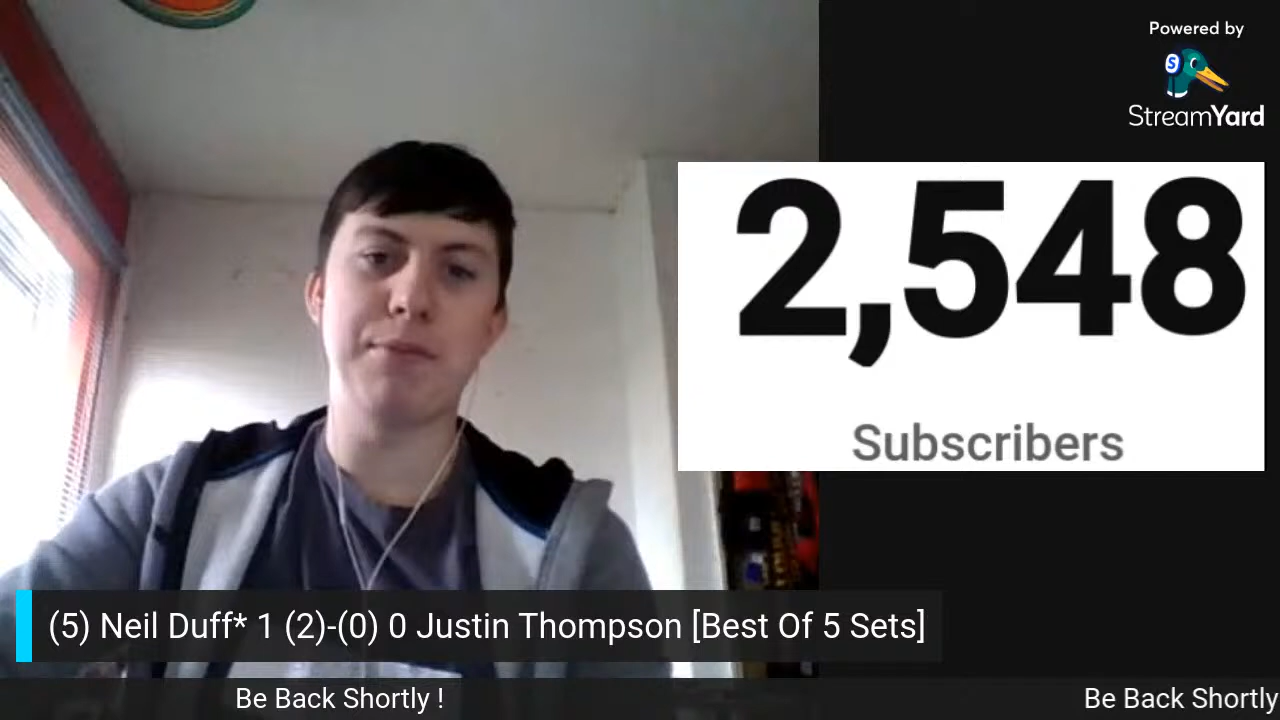 Powered by
S
StreamYard
2,548
Subscribers
(5) Neil Duff* 1 (2)-(0) 0 Justin Thompson [Best Of 5 Sets]
Be Back Shortly !
Be Back Shortly